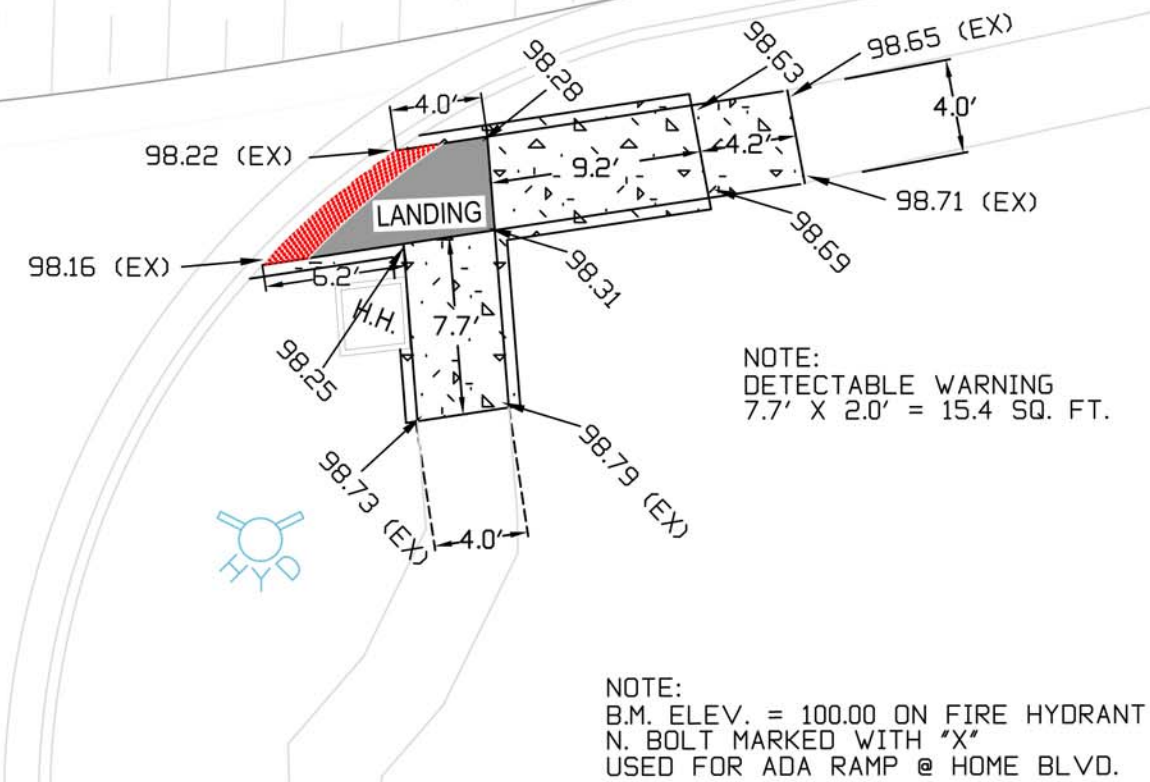 98.65 (EX)
98.63
98.28
4.0'
4.0'
98.22 (EX)
4.2'
9.2'
LANDING
98.71 (EX)
98.69
98.16 (EX)
6.2'
98.31
H.H.
7.7'
98.25
NOTE:
DETECTABLE WARNING
7.7' X 2.0' = 15.4 SQ. FT.
98.73 (EX)
98.79 (EX)
4.0'
HYD
NOTE:
B.M. ELEV. = 100.00 ON FIRE HYDRANT
N. BOLT MARKED WITH "X"
USED FOR ADA RAMP @ HOME BLVD.